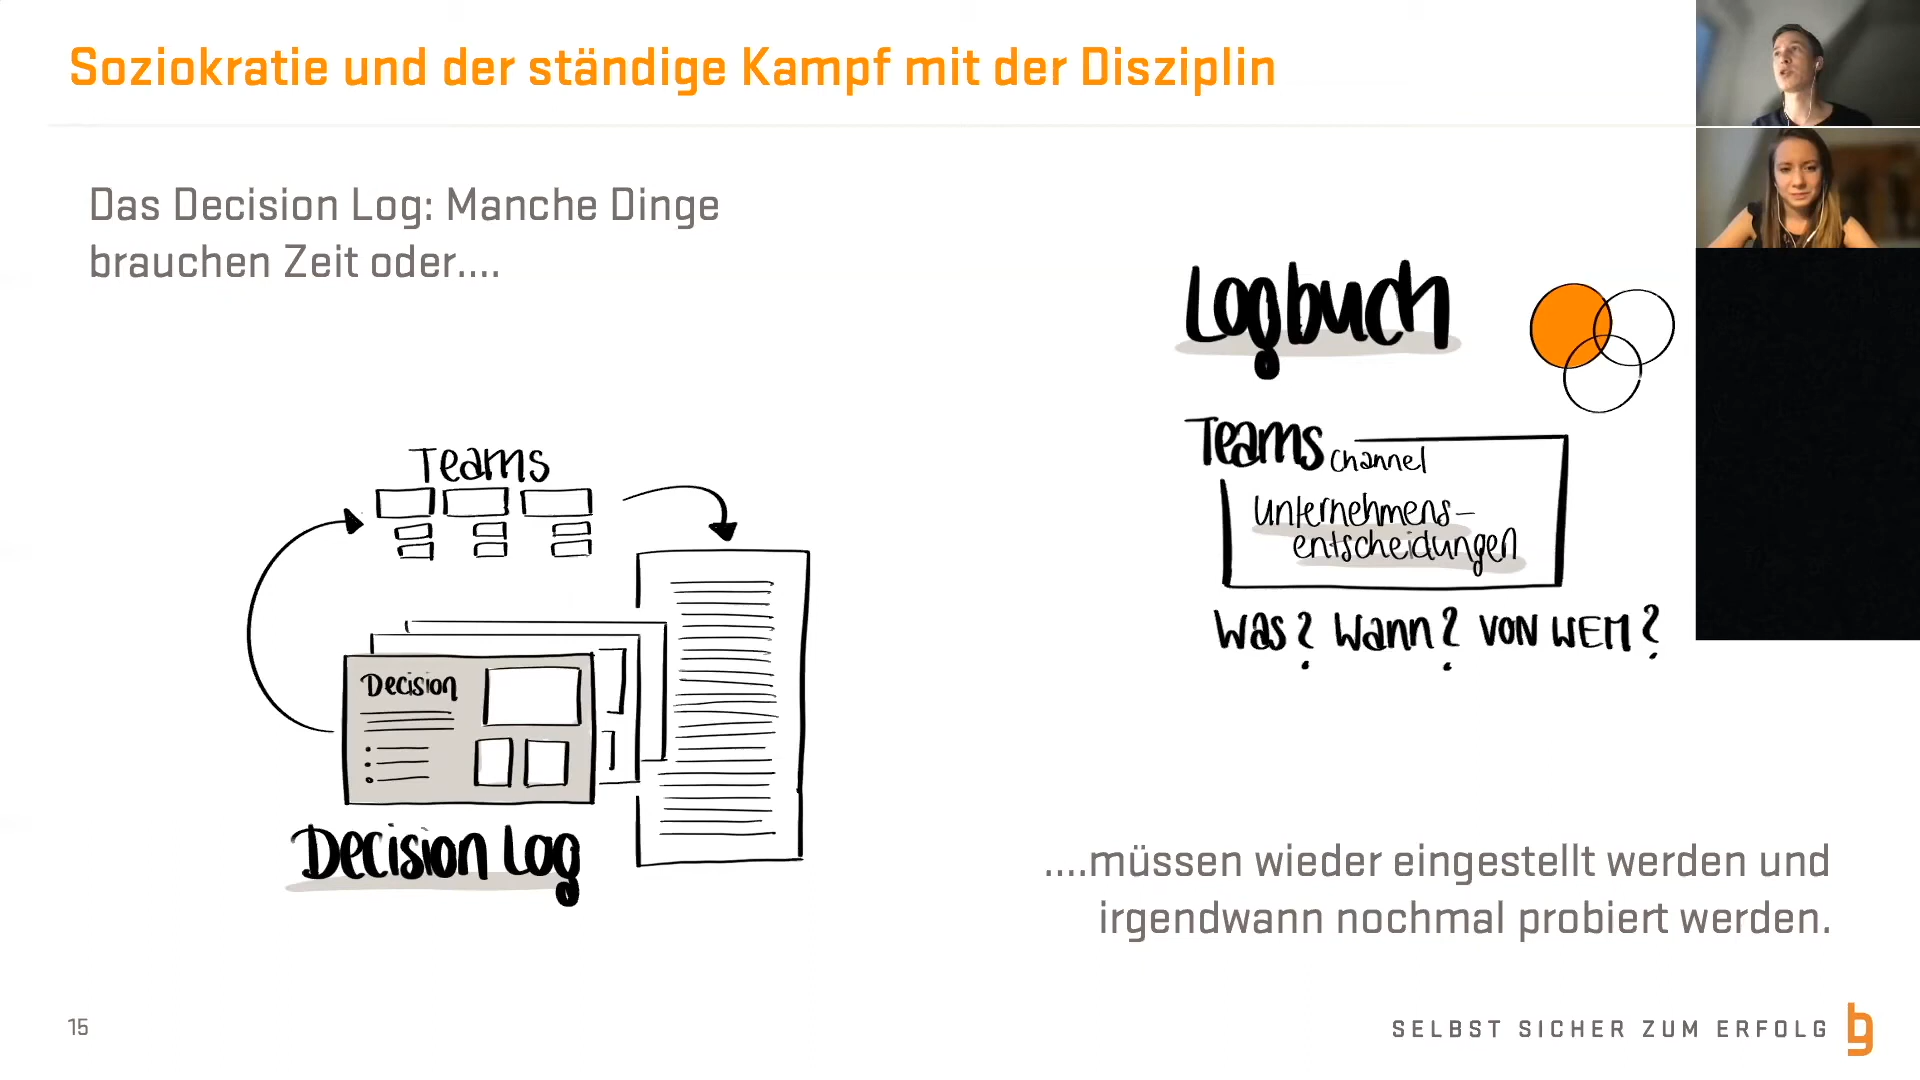 Soziokratie und der ständige Kampf mit der Disziplin
Das Decision Log: Manche Dinge
brauchen Zeit oder....
Teams
Decision
Decision Log
Logbuch
Teams Channel
Unternehmens-
entscheidungen
Was? Wann? VON WEM?
....müssen wieder eingestellt werden und
irgendwann nochmal probiert werden.
15
SELBST SICHER ZUM ERFOLG